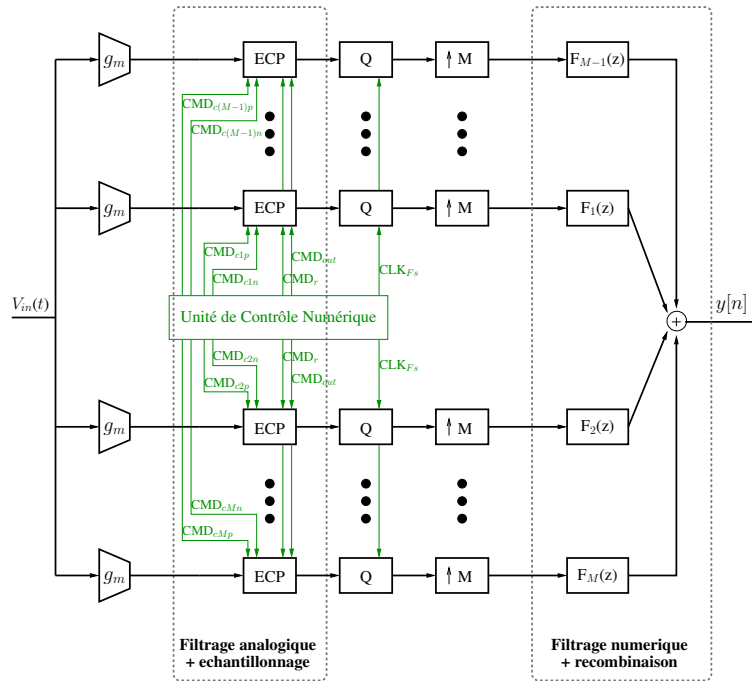 g_m ECP Q ↑ M F_{M−1}(z)
CMD_{c(M−1)p}
CMD_{c(M−1)n}
g_m ECP Q ↑ M F_1(z)
CMD_{c1p}
CMD_{c1n}
CMD_{out}
CMD_r
CLK_{Fs}
V_{in}(t)
Unité de Contrôle Numérique
+
y[n]
CMD_{c2n}
CMD_{c2p}
CMD_r
CMD_{out}
CLK_{Fs}
g_m ECP Q ↑ M F_2(z)
CMD_{cMn}
CMD_{cMp}
g_m ECP Q ↑ M F_M(z)
Filtrage analogique
+ echantillonnage
Filtrage numerique
+ recombinaison